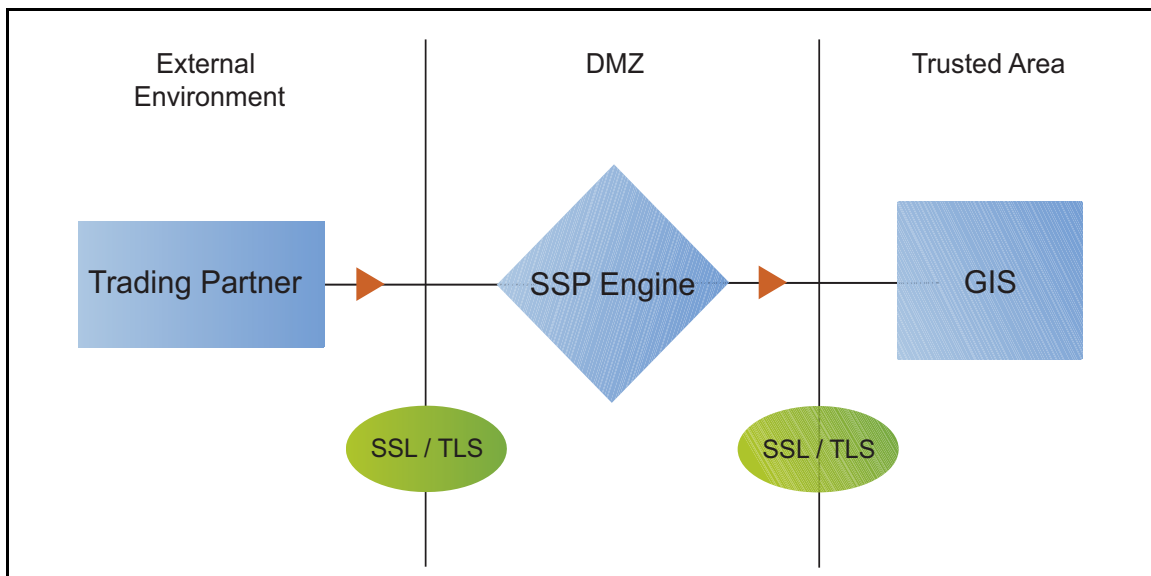 External
Environment
DMZ
Trusted Area
Trading Partner
SSP Engine
GIS
SSL / TLS
SSL / TLS